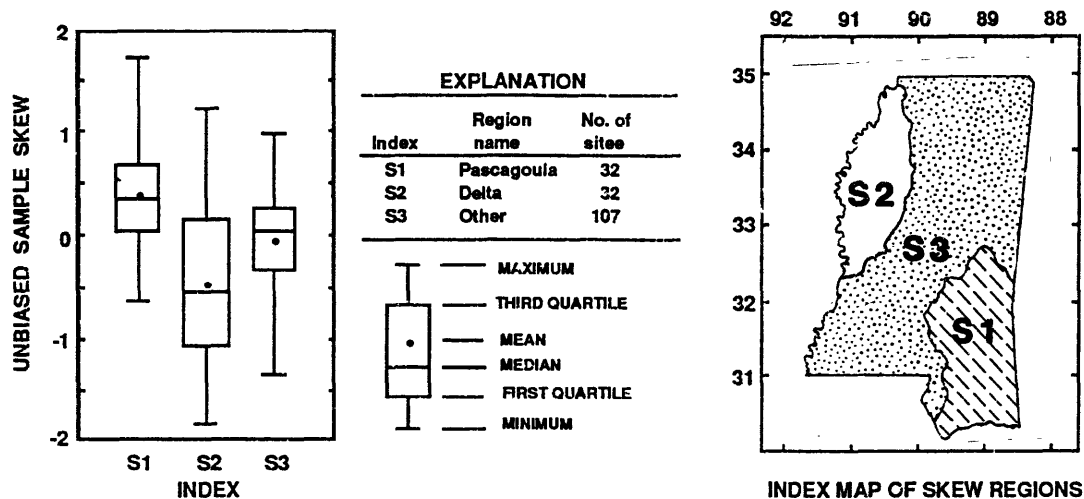 UNBIASED SAMPLE SKEW
2
1
0
-1
-2
S1 S2 S3
INDEX
EXPLANATION
Index Region name No. of sitee
S1 Pascagoula 32
S2 Delta 32
S3 Other 107
MAXIMUM
THIRD QUARTILE
MEAN
MEDIAN
FIRST QUARTILE
MINIMUM
92 91 90 89 88
35
34
33
32
31
S2
S3
S1
INDEX MAP OF SKEW REGIONS